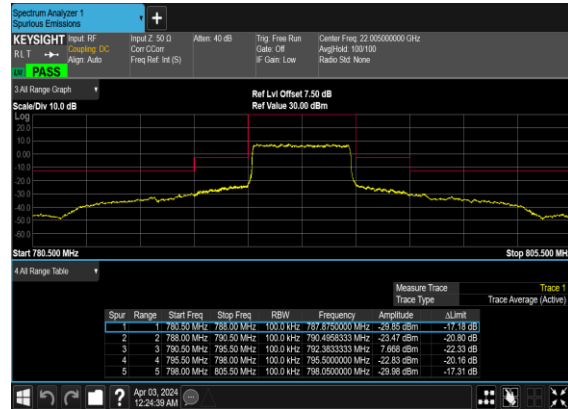 Spectrum Analyzer 1
Spurious Emissions
+
KEYSIGHT Input: RF Input Z: 50 Ω Atten: 40 dB Trig: Free Run Center Freq: 22.005000000 GHz
RLT Coupling: DC Corr CCorr Gate: Off Avg|Hold: 100/100
Align: Auto Freq Ref: Int (S) IF Gain: Low Radio Std: None
PASS
3 All Range Graph
Ref Lvl Offset 7.50 dB
Scale/Div 10.0 dB Ref Value 30.00 dBm
Log
20.0
10.0
0.00
-10.0
-20.0
-30.0
-40.0
-50.0
-60.0
Start 780.500 MHz Stop 805.500 MH
4 All Range Table
Measure Trace Trace 1
Trace Type Trace Average (Active)
Spur Range Start Freq Stop Freq RBW Frequency Amplitude ΔLimit
1 1 780.50 MHz 788.00 MHz 100.0 kHz 787.8750000 MHz -29.85 dBm -17.18 dB
2 2 788.00 MHz 790.50 MHz 100.0 kHz 790.4958333 MHz -23.47 dBm -20.80 dB
3 3 790.50 MHz 795.50 MHz 100.0 kHz 792.3833333 MHz 7.668 dBm -22.33 dB
4 4 795.50 MHz 798.00 MHz 100.0 kHz 795.5000000 MHz -22.83 dBm -20.16 dB
5 5 798.00 MHz 805.50 MHz 100.0 kHz 798.0500000 MHz -29.98 dBm -17.31 dB
? Apr 03, 2024
12:24:39 AM